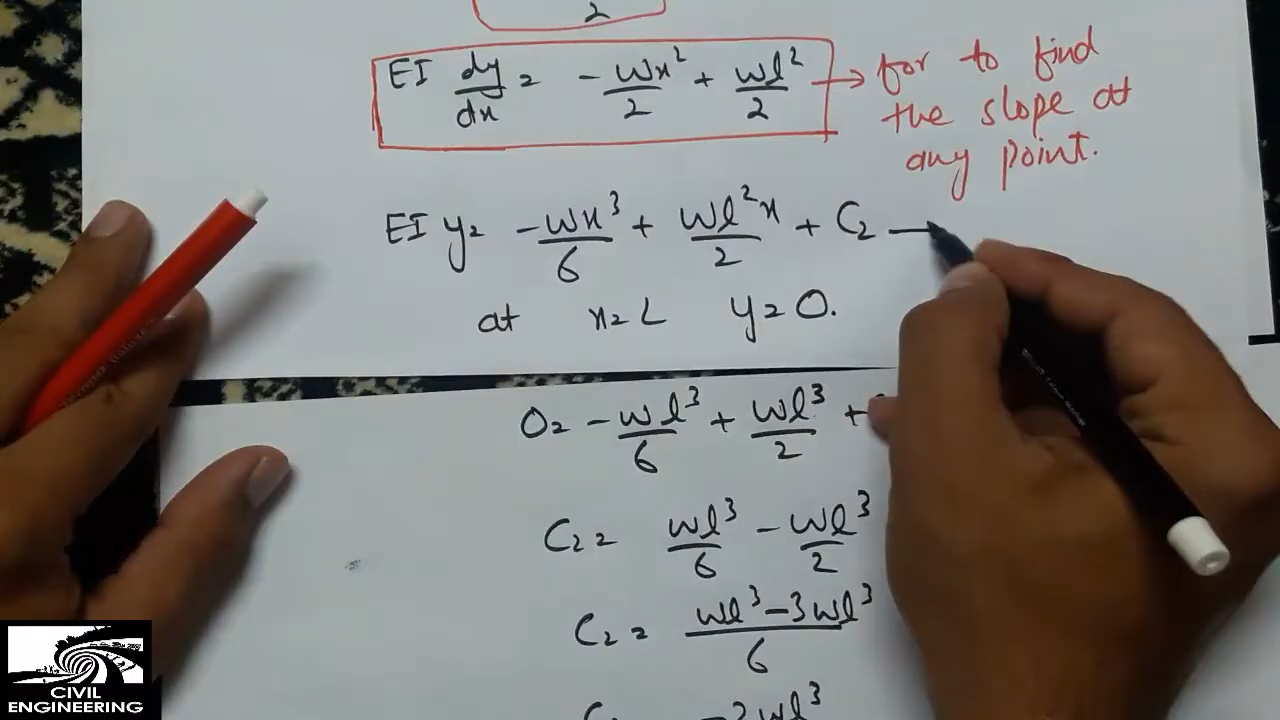 2
EI dy/dx = -Wx²/2 + Wl²/2 → for to find
the slope at
any point.
EI y = -Wx³/6 + Wl²x/2 + C₂ —
at x = L y = 0.
0 = -Wl³/6 + Wl³/2 +
C₂ = Wl³/6 - Wl³/2
C₂ = Wl³-3Wl³/6
-2Wl³
CIVIL
ENGINEERING